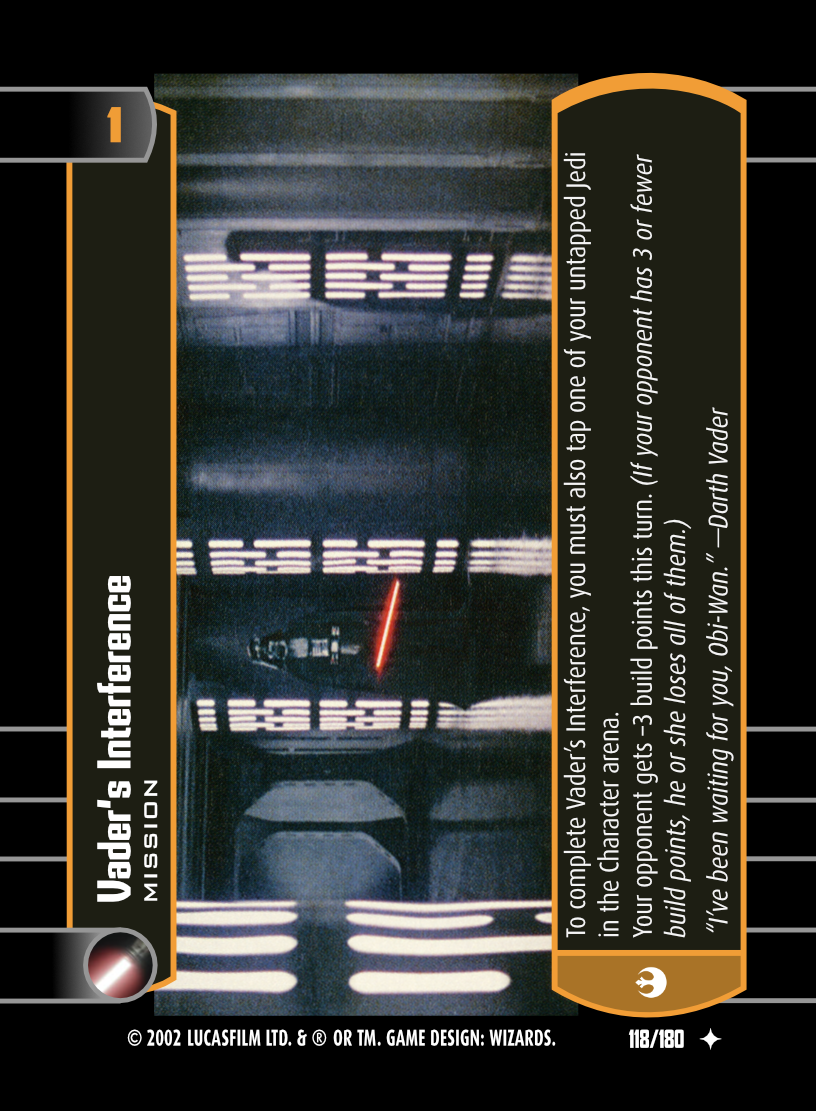 Vader's Interference
MISSION
1
To complete Vader's Interference, you must also tap one of your untapped Jedi
in the Character arena.
Your opponent gets –3 build points this turn. (If your opponent has 3 or fewer
build points, he or she loses all of them.)
“I've been waiting for you, Obi-Wan.” —Darth Vader
© 2002 LUCASFILM LTD. & ® OR TM. GAME DESIGN: WIZARDS.
118/180